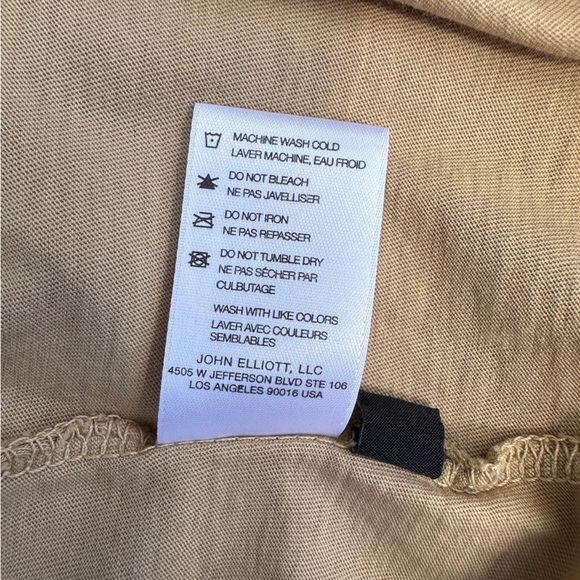 MACHINE WASH COLD
LAVER MACHINE, EAU FROID
DO NOT BLEACH
NE PAS JAVELLISER
DO NOT IRON
NE PAS REPASSER
DO NOT TUMBLE DRY
NE PAS SÉCHER PAR
CULBUTAGE
WASH WITH LIKE COLORS
LAVER AVEC COULEURS
SEMBLABLES
JOHN ELLIOTT, LLC
4505 W JEFFERSON BLVD STE 106
LOS ANGELES 90016 USA